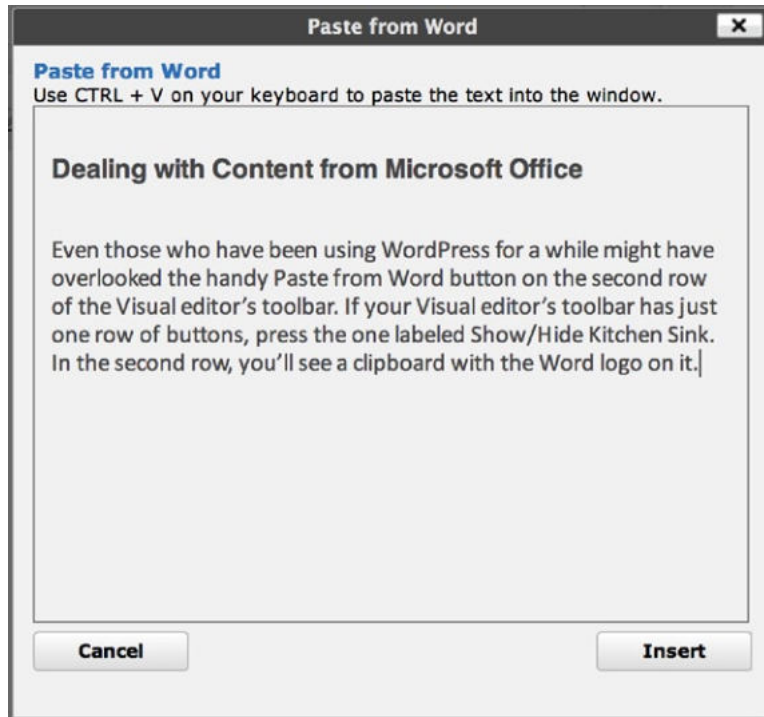 Paste from Word
Paste from Word
Use CTRL + V on your keyboard to paste the text into the window.
Dealing with Content from Microsoft Office
Even those who have been using WordPress for a while might have
overlooked the handy Paste from Word button on the second row
of the Visual editor’s toolbar. If your Visual editor’s toolbar has just
one row of buttons, press the one labeled Show/Hide Kitchen Sink.
In the second row, you’ll see a clipboard with the Word logo on it.
Cancel
Insert